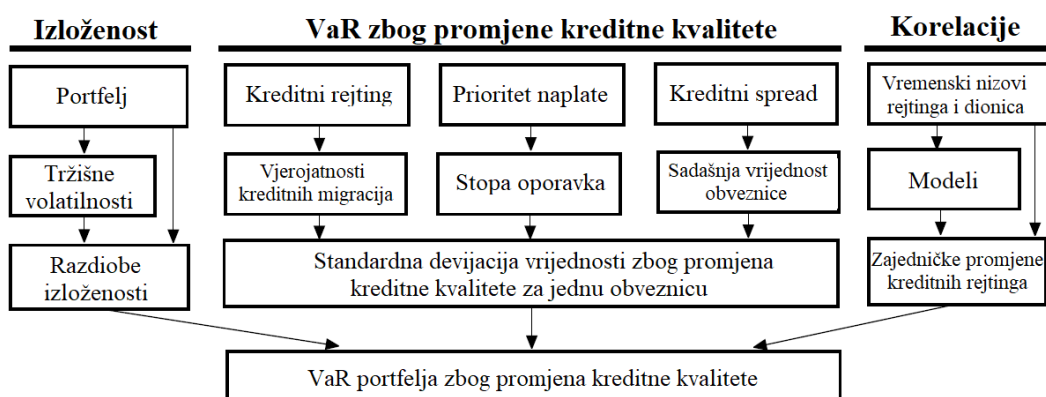 Izloženost
VaR zbog promjene kreditne kvalitete
Korelacije
Portfelj
Kreditni rejting
Prioritet naplate
Kreditni spread
Vremenski nizovi
rejtinga i dionica
Tržišne
volatilnosti
Vjerojatnosti
kreditnih migracija
Stopa oporavka
Sadašnja vrijednost
obveznice
Modeli
Razdiobe
izloženosti
Standardna devijacija vrijednosti zbog promjena
kreditne kvalitete za jednu obveznicu
Zajedničke promjene
kreditnih rejtinga
VaR portfelja zbog promjena kreditne kvalitete